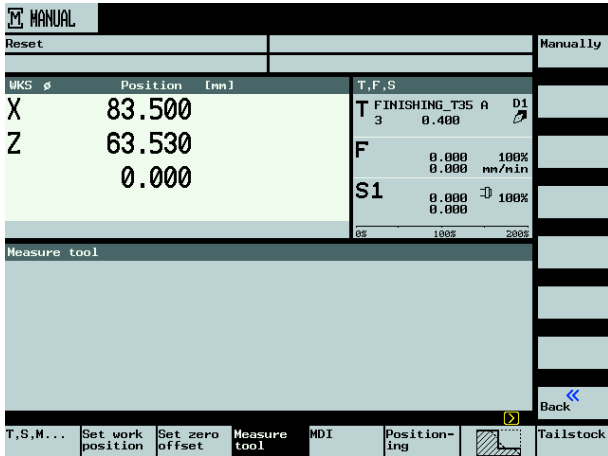 M MANUAL
Reset
Manually
WKS ø Position [mm]
X 83.500
Z 63.530
0.000
T,F,S
T FINISHING_T35 A D1
3 0.400
F 0.000 100%
0.000 mm/min
S1 0.000 100%
0.000
0% 100% 200%
Measure tool
Back
T,S,M...
Set work
position
Set zero
offset
Measure
tool
MDI
Position-
ing
Tailstock